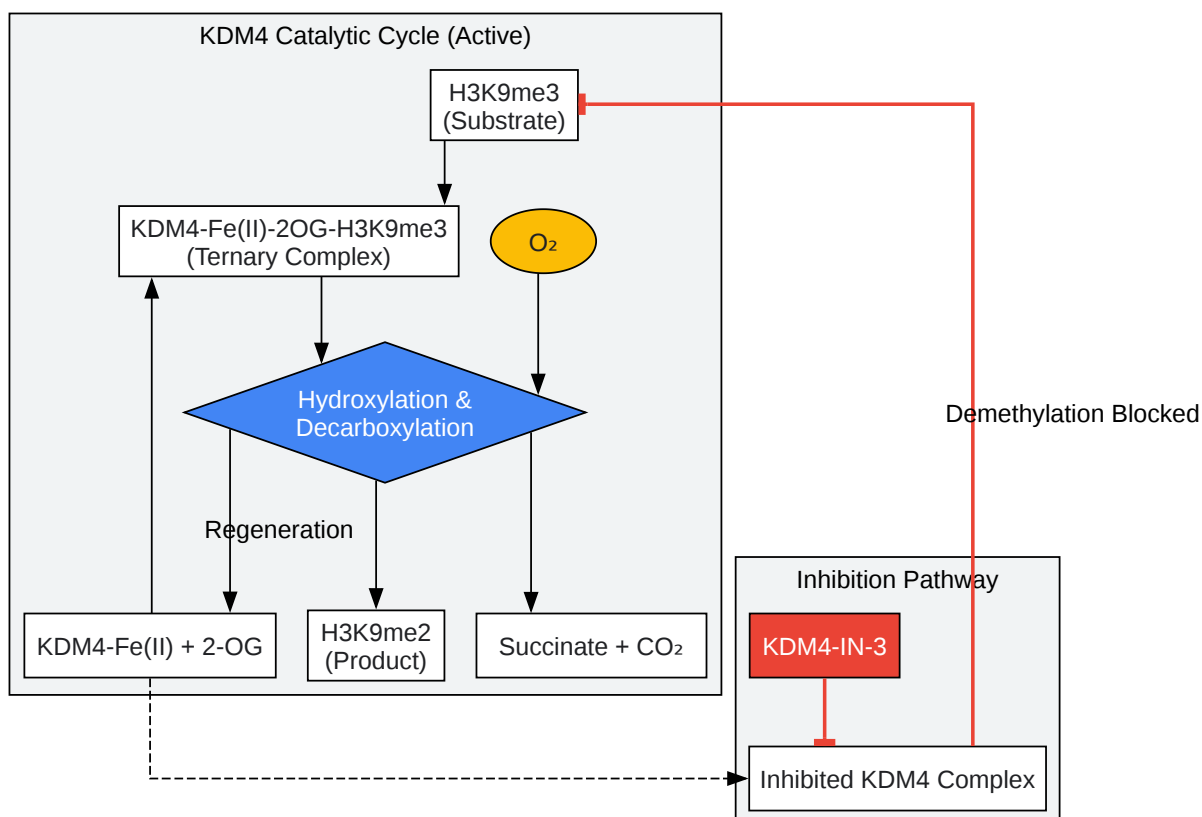 KDM4 Catalytic Cycle (Active)
H3K9me3
(Substrate)
KDM4-Fe(II)-2OG-H3K9me3
(Ternary Complex)
O₂
Hydroxylation &
Decarboxylation
Demethylation Blocked
Regeneration
Inhibition Pathway
KDM4-Fe(II) + 2-OG
H3K9me2
(Product)
Succinate + CO₂
KDM4-IN-3
Inhibited KDM4 Complex